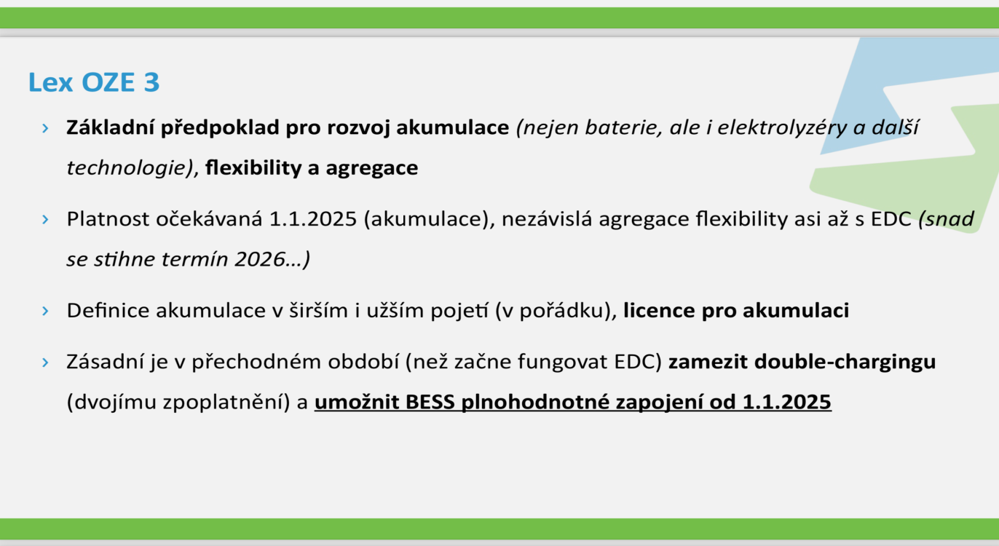 Lex OZE 3
› Základní předpoklad pro rozvoj akumulace (nejen baterie, ale i elektrolyzéry a další
technologie), flexibility a agregace
› Platnost očekávaná 1.1.2025 (akumulace), nezávislá agregace flexibility asi až s EDC (snad
se stihne termín 2026...)
› Definice akumulace v širším i užším pojetí (v pořádku), licence pro akumulaci
› Zásadní je v přechodném období (než začne fungovat EDC) zamezit double-chargingu
(dvojímu zpoplatnění) a umožnit BESS plnohodnotné zapojení od 1.1.2025